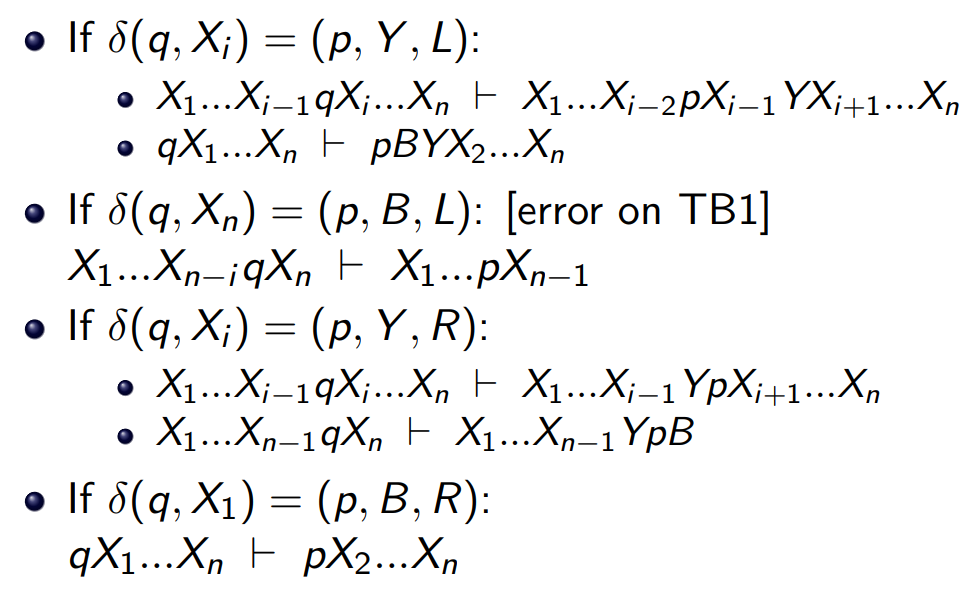 • If δ(q, Xᵢ) = (p, Y, L):
• X₁...Xᵢ₋₁qXᵢ...Xₙ ⊢ X₁...Xᵢ₋₂pXᵢ₋₁YXᵢ₊₁...Xₙ
• qX₁...Xₙ ⊢ pBYX₂...Xₙ
• If δ(q, Xₙ) = (p, B, L): [error on TB1]
X₁...Xₙ₋ᵢqXₙ ⊢ X₁...pXₙ₋₁
• If δ(q, Xᵢ) = (p, Y, R):
• X₁...Xᵢ₋₁qXᵢ...Xₙ ⊢ X₁...Xᵢ₋₁YpXᵢ₊₁...Xₙ
• X₁...Xₙ₋₁qXₙ ⊢ X₁...Xₙ₋₁YpB
• If δ(q, X₁) = (p, B, R):
qX₁...Xₙ ⊢ pX₂...Xₙ